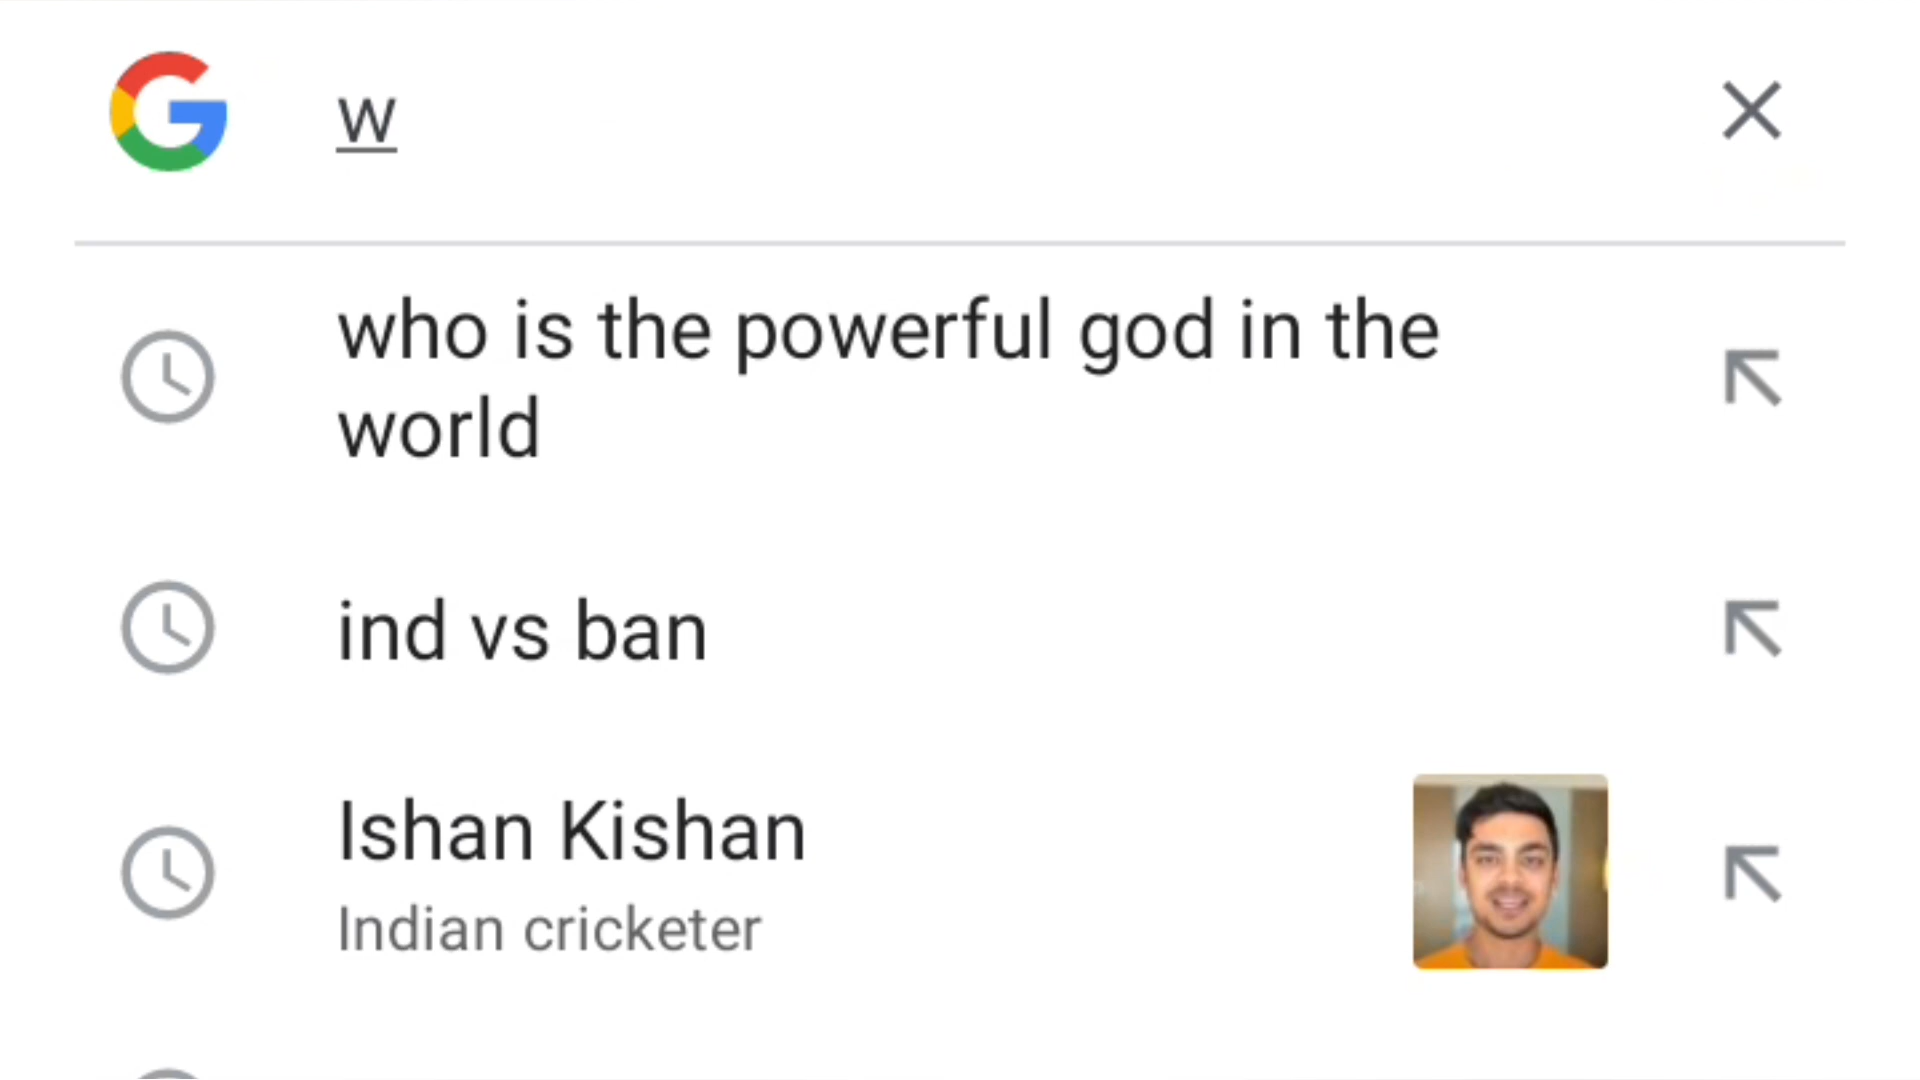 w
who is the powerful god in the
world
ind vs ban
Ishan Kishan
Indian cricketer